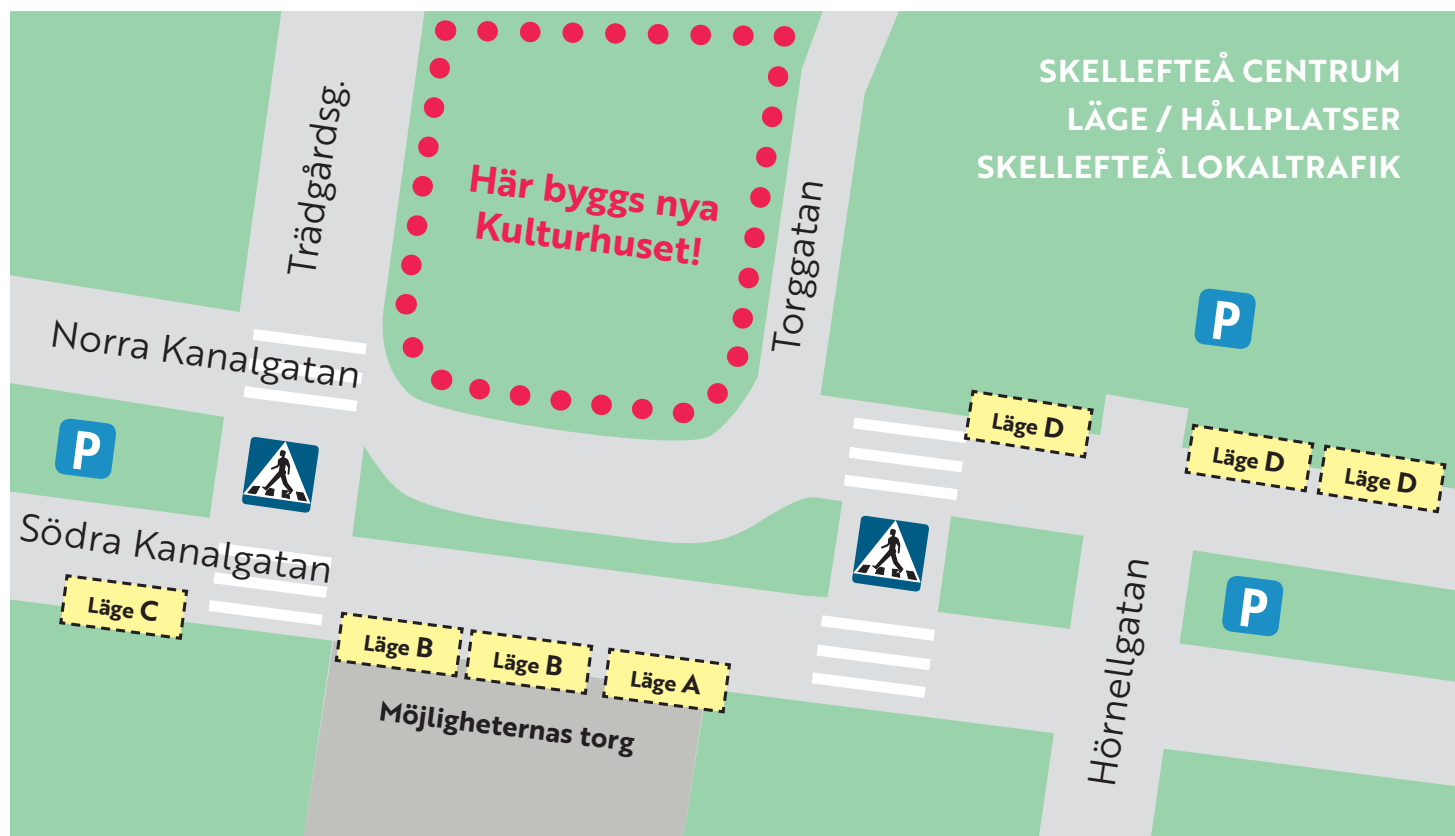 SKELLEFTEÅ CENTRUM
LÄGE / HÅLLPLATSER
SKELLEFTEÅ LOKALTRAFIK
Trädgårdsg.
Här byggs nya
Kulturhuset!
Torggatan
P
Norra Kanalgatan
Läge D
Läge D
Läge D
P
Södra Kanalgatan
P
Läge C
Läge B
Läge B
Läge A
Hörnellgatan
Möjligheternas torg